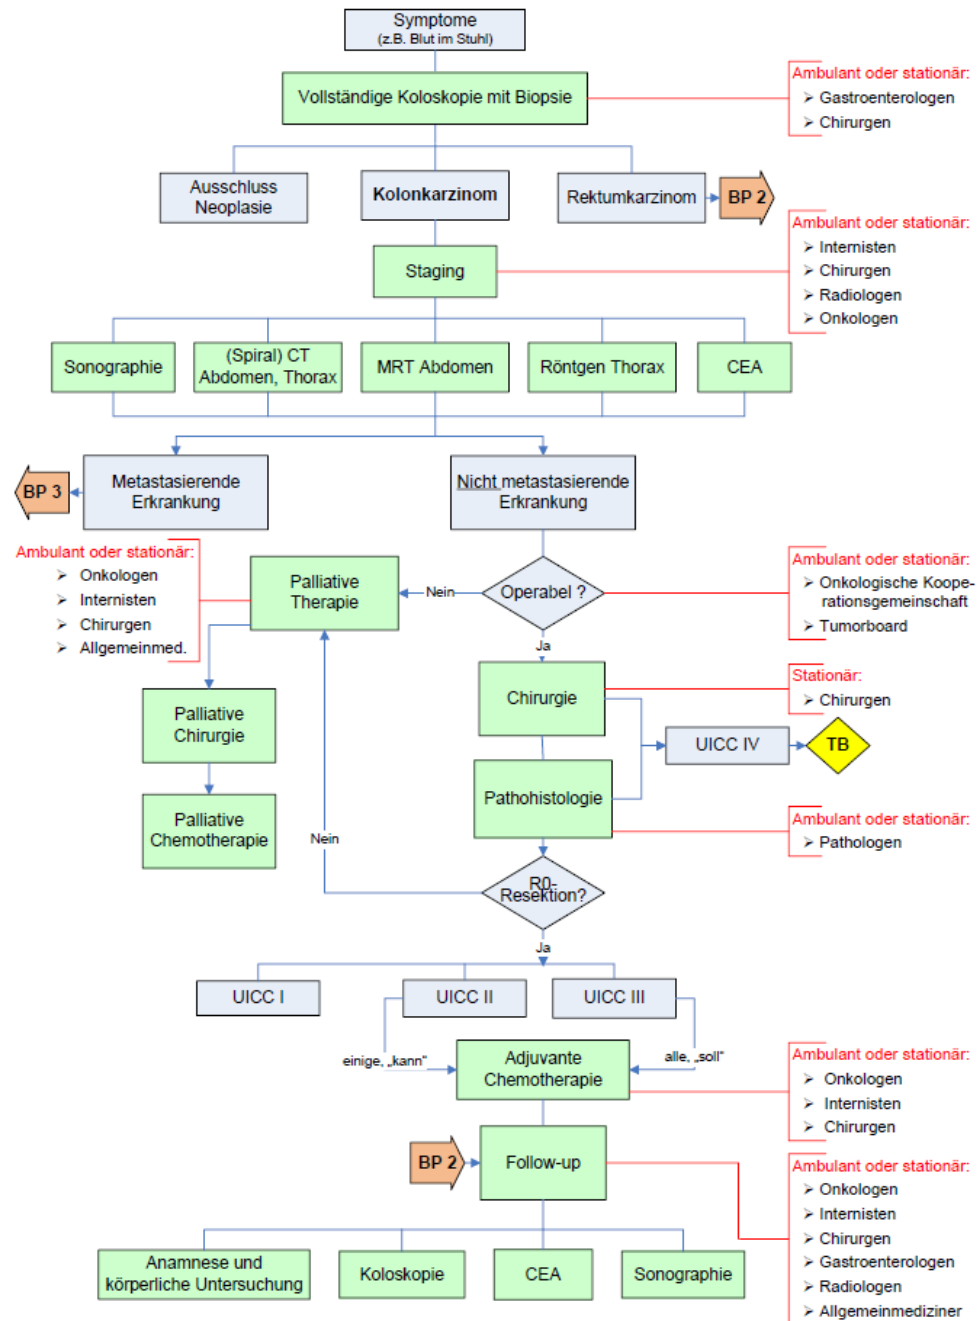 Symptome
(z.B. Blut im Stuhl)
Vollständige Koloskopie mit Biopsie
Ambulant oder stationär:
➢ Gastroenterologen
➢ Chirurgen
Ausschluss
Neoplasie
Kolonkarzinom
Rektumkarzinom
BP 2
Ambulant oder stationär:
➢ Internisten
➢ Chirurgen
➢ Radiologen
➢ Onkologen
Staging
Sonographie
(Spiral) CT
Abdomen, Thorax
MRT Abdomen
Röntgen Thorax
CEA
BP 3
Metastasierende
Erkrankung
Nicht metastasierende
Erkrankung
Ambulant oder stationär:
➢ Onkologen
➢ Internisten
➢ Chirurgen
➢ Allgemeinmed.
Palliative
Therapie
Nein
Operabel ?
Ambulant oder stationär:
➢ Onkologische Koope-
rationsgemeinschaft
➢ Tumorboard
Ja
Stationär:
➢ Chirurgen
Chirurgie
Palliative
Chirurgie
UICC IV
TB
Pathohistologie
Palliative
Chemotherapie
Nein
Ambulant oder stationär:
➢ Pathologen
R0-
Resektion?
Ja
UICC I
UICC II
UICC III
einige, „kann“
Adjuvante
Chemotherapie
alle, „soll“
Ambulant oder stationär:
➢ Onkologen
➢ Internisten
➢ Chirurgen
BP 2
Follow-up
Ambulant oder stationär:
➢ Onkologen
➢ Internisten
➢ Chirurgen
➢ Gastroenterologen
➢ Radiologen
➢ Allgemeinmediziner
Anamnese und
körperliche Untersuchung
Koloskopie
CEA
Sonographie